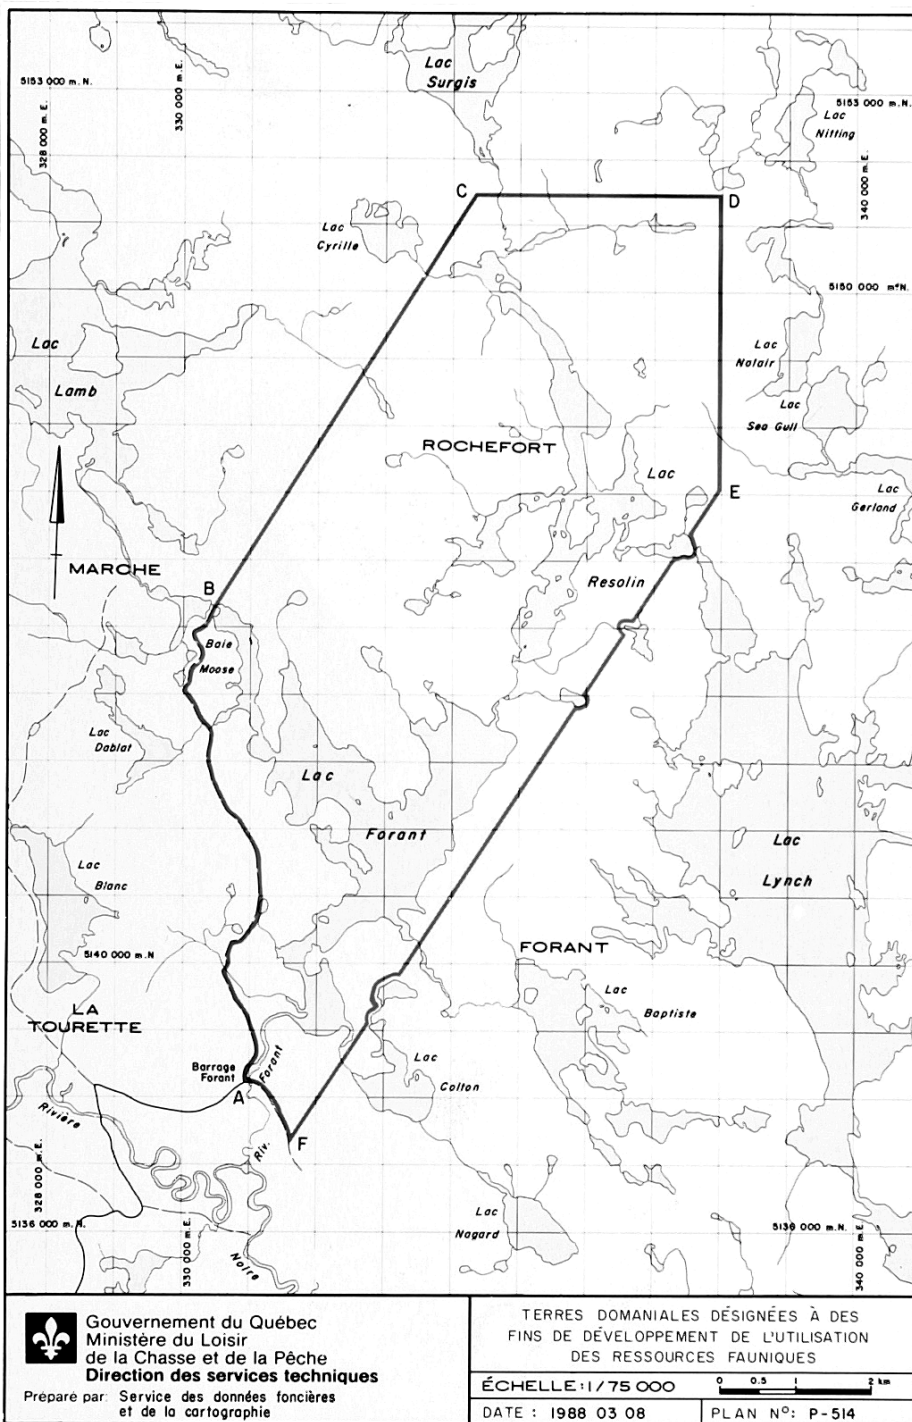 Lac
Surgis
5153 000 m. N.
330 000 m. E.
328 000 m. E.
5153 000 m. N.
Lac
Nitting
340 000 m. E.
C
D
Lac
Cyrille
5150 000 m. N.
Lac
Lamb
Lac
Nolair
Lac
Sea Gull
ROCHEFORT
Lac
E
Lac
Gerland
MARCHE
B
Resolin
Baie
Moose
Lac
Dablat
Lac
Forant
Lac
Lynch
Lac
Blanc
5140 000 m. N
FORANT
LA
TOURETTE
Lac
Baptiste
Barrage
Forant
Forant
Lac
Colton
A
Rivière
F
Riv.
328 000 m. E.
5136 000 m. N.
330 000 m. E.
Noire
Lac
Nagard
5136 000 m. N.
340 000 m. E.
Gouvernement du Québec
Ministère du Loisir
de la Chasse et de la Pêche
Direction des services techniques
Préparé par: Service des données foncières
et de la cartographie
TERRES DOMANIALES DÉSIGNÉES À DES
FINS DE DÉVELOPPEMENT DE L'UTILISATION
DES RESSOURCES FAUNIQUES
ÉCHELLE: 1/75 000
0 0.5 1 2 km
DATE : 1988 03 08
PLAN Nº: P-514